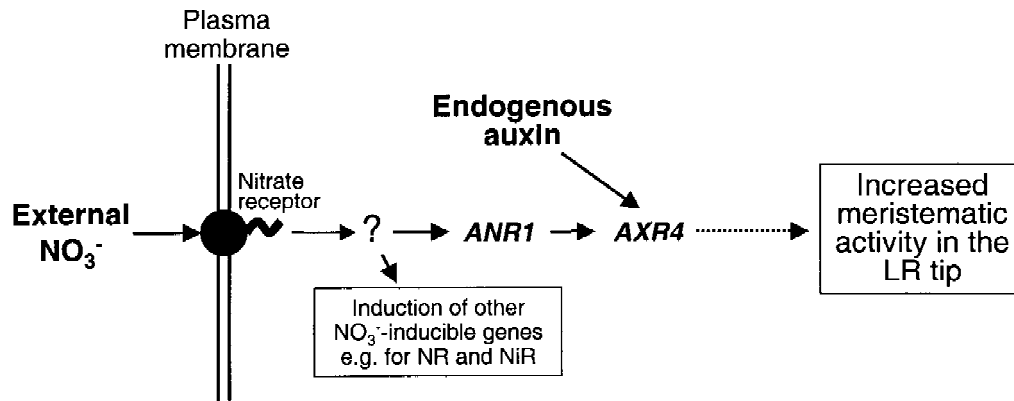 Plasma
membrane
Endogenous
auxin
Nitrate
receptor
External
NO₃⁻
?
ANR1
AXR4
Increased
meristematic
activity in the
LR tip
Induction of other
NO₃⁻-inducible genes
e.g. for NR and NiR